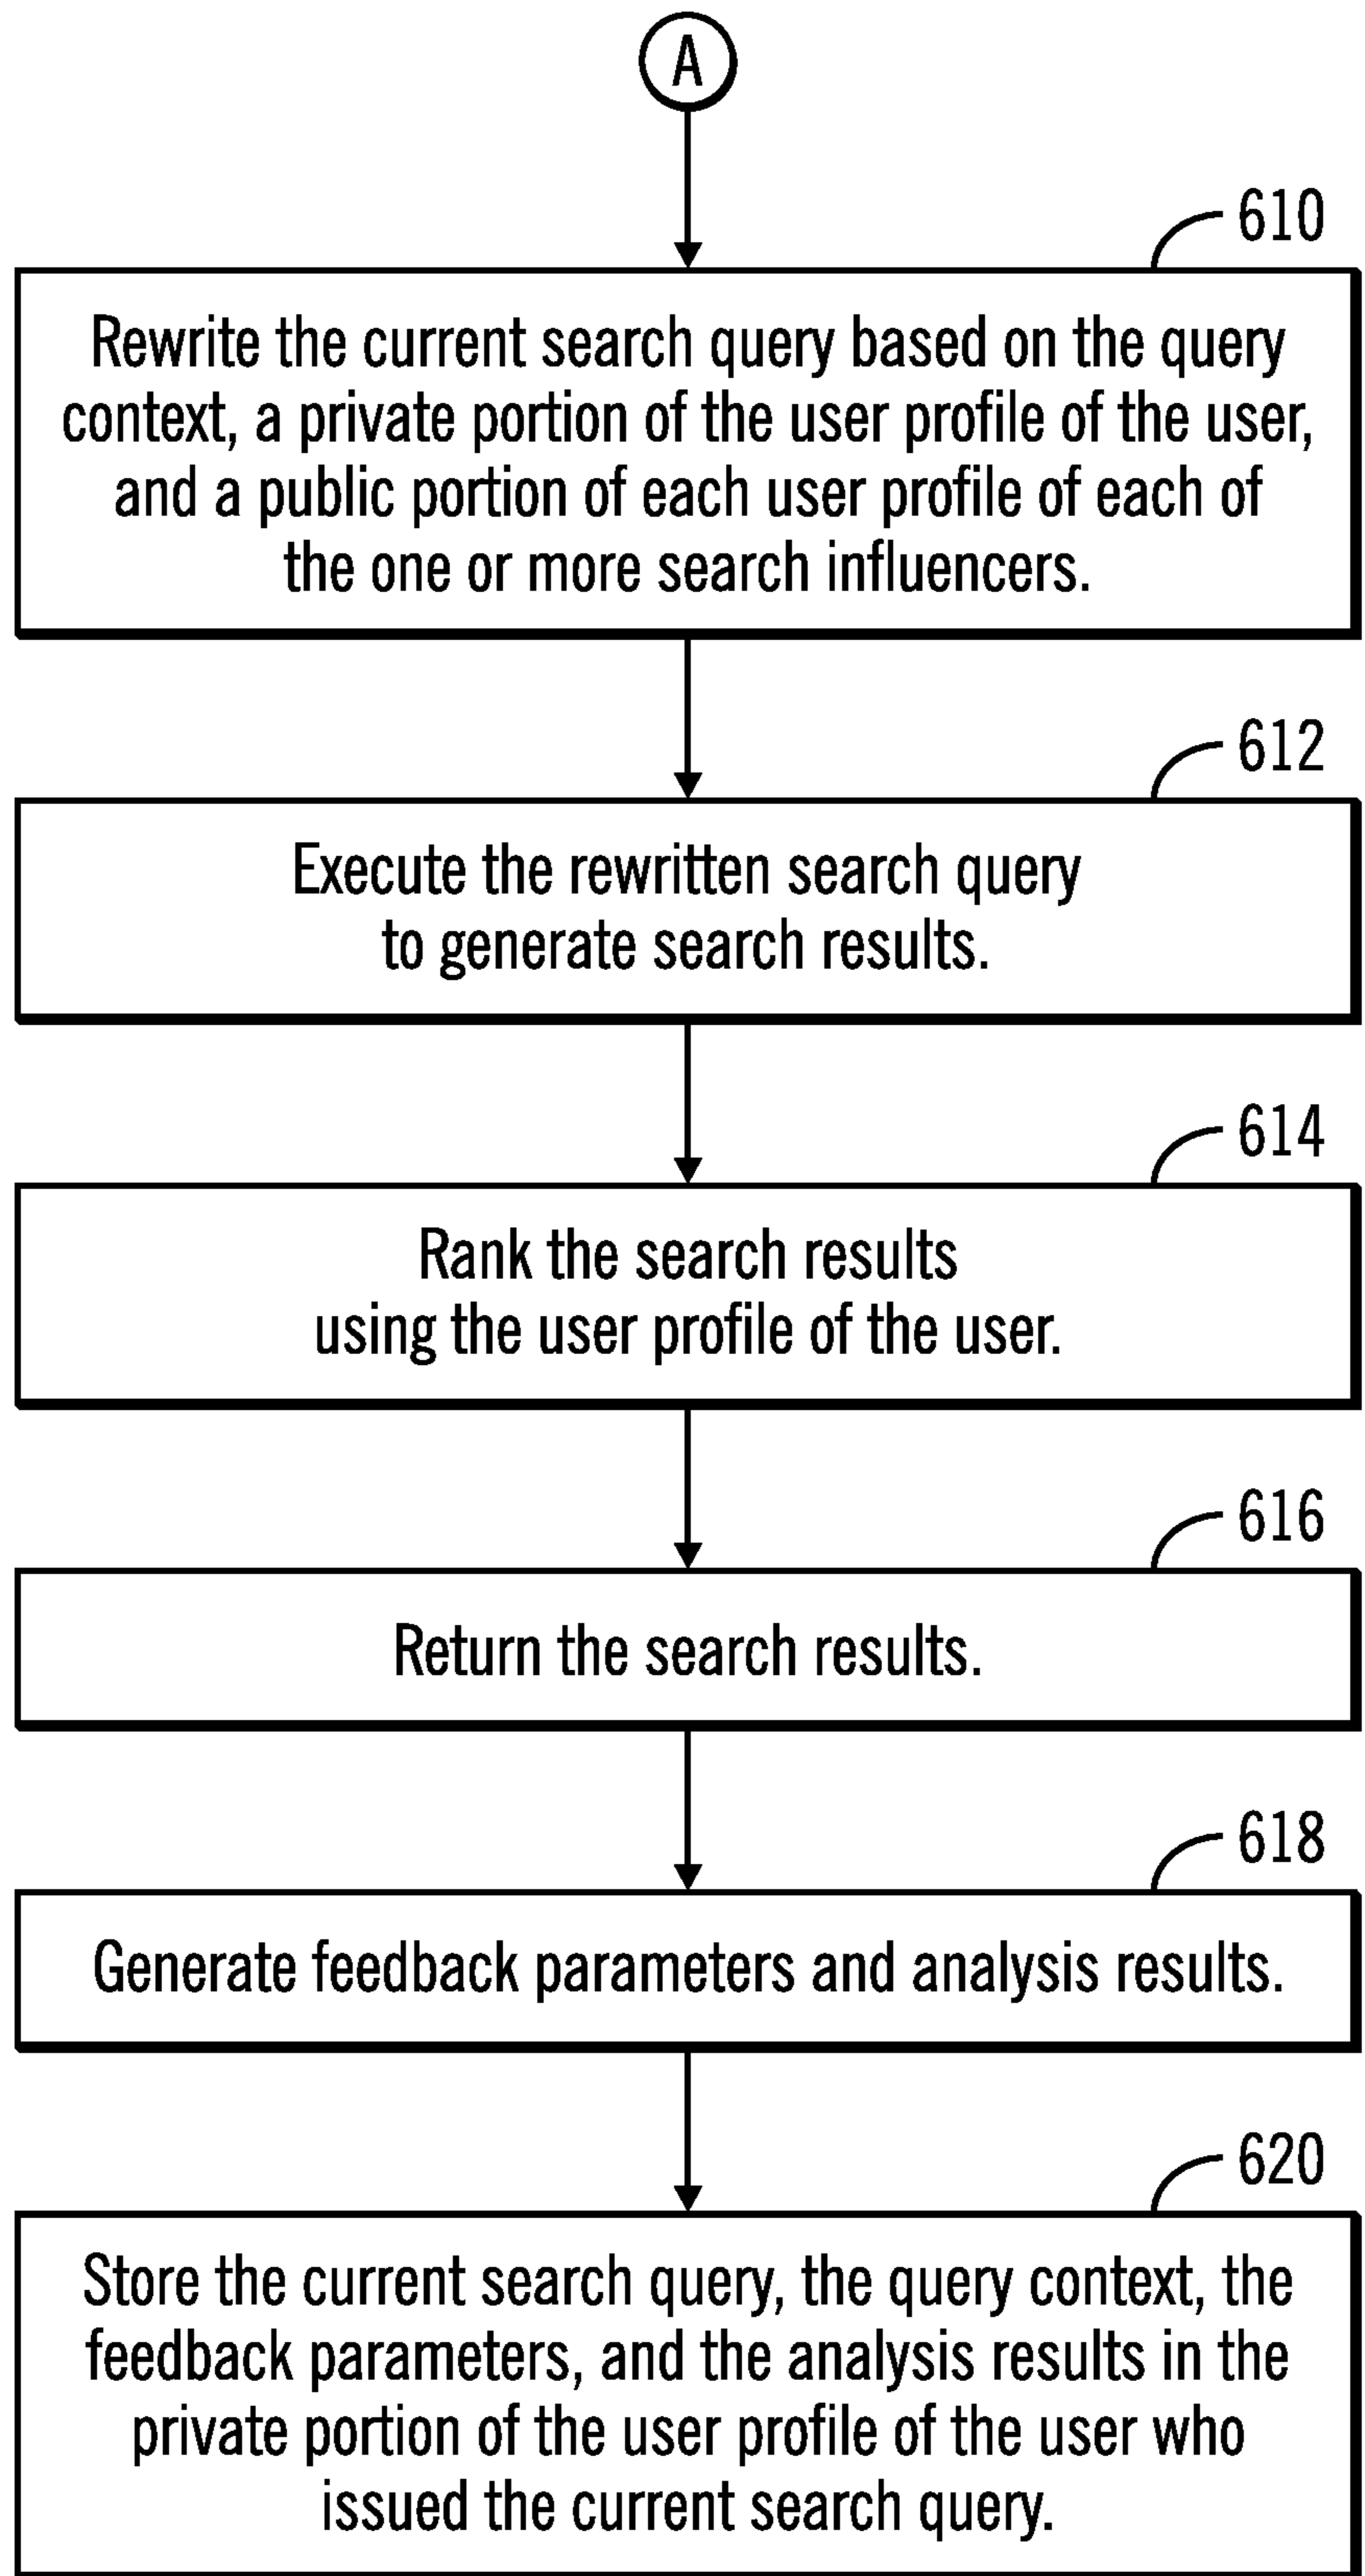 A
610
Rewrite the current search query based on the query
context, a private portion of the user profile of the user,
and a public portion of each user profile of each of
the one or more search influencers.
612
Execute the rewritten search query
to generate search results.
614
Rank the search results
using the user profile of the user.
616
Return the search results.
618
Generate feedback parameters and analysis results.
620
Store the current search query, the query context, the
feedback parameters, and the analysis results in the
private portion of the user profile of the user who
issued the current search query.